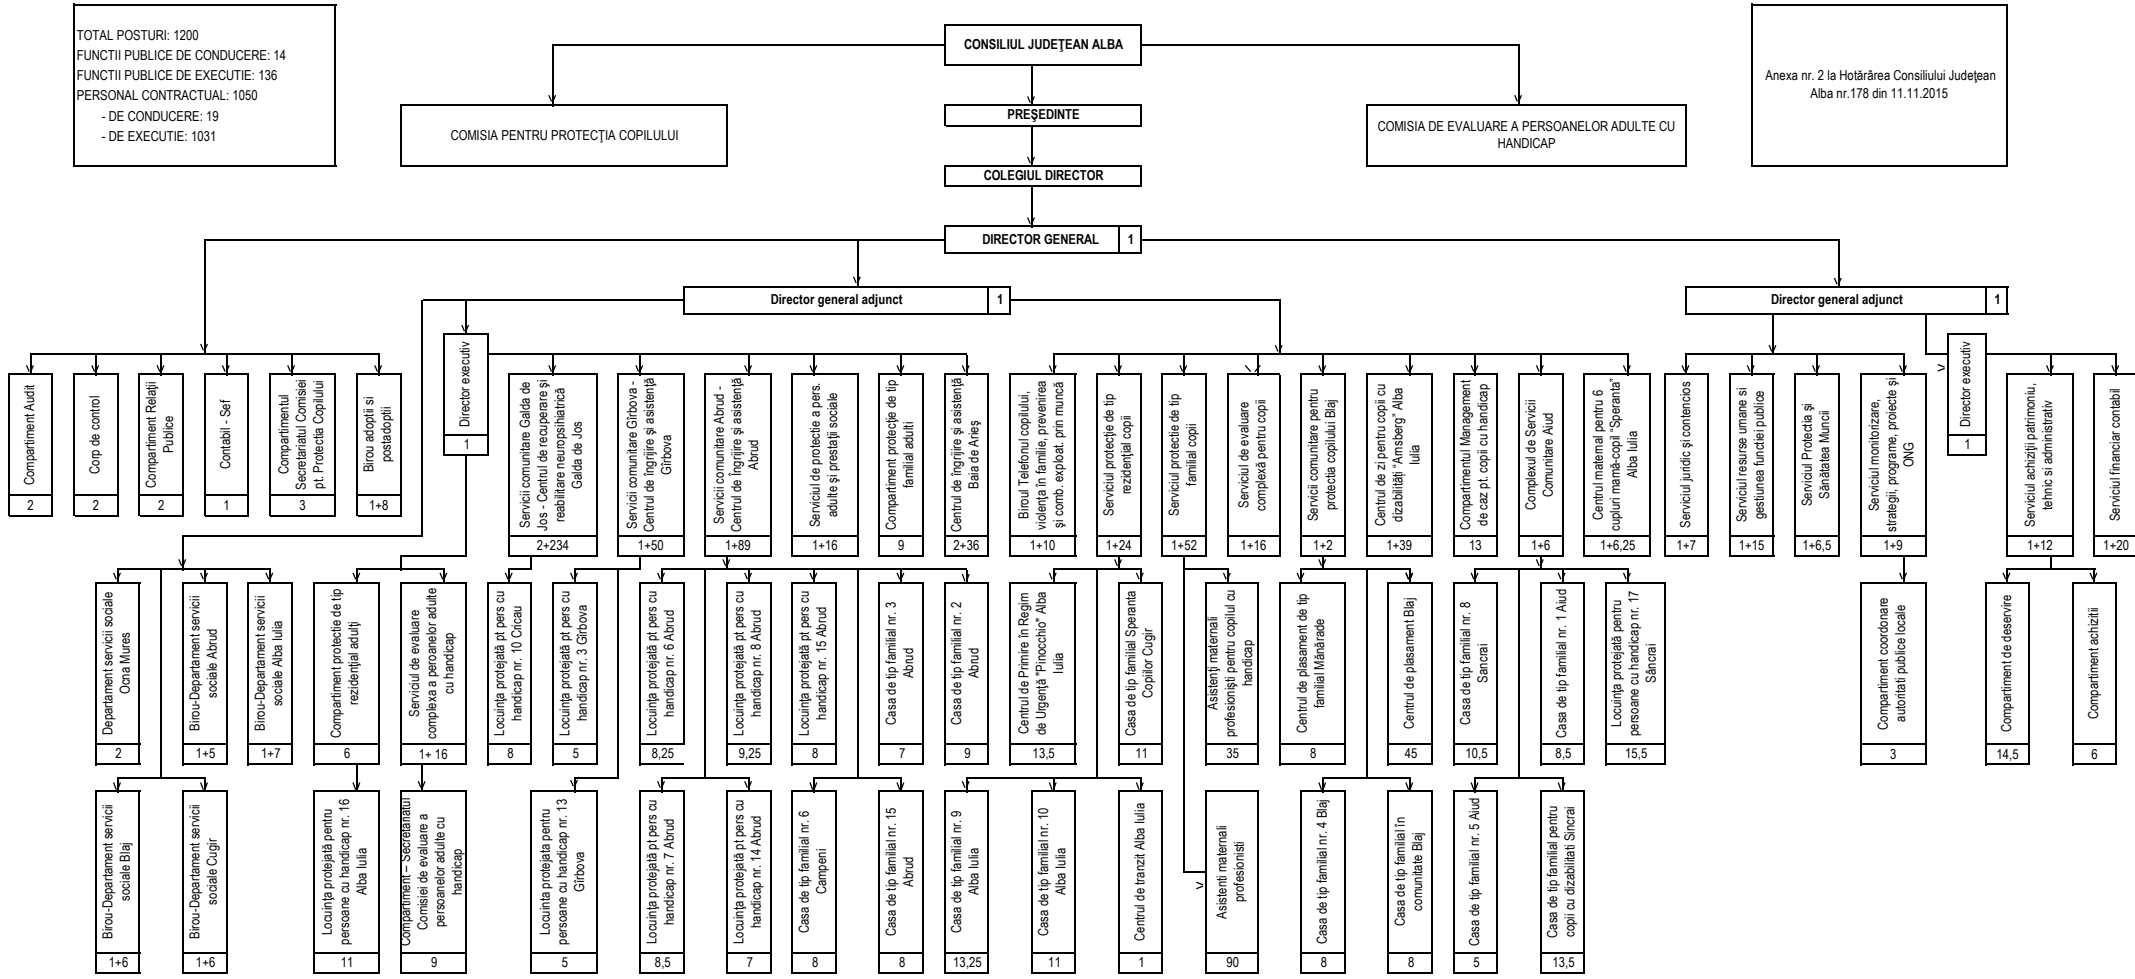 TOTAL POSTURI: 1200
FUNCTII PUBLICE DE CONDUCERE: 14
FUNCTII PUBLICE DE EXECUTIE: 136
PERSONAL CONTRACTUAL: 1050
- DE CONDUCERE: 19
- DE EXECUTIE: 1031
CONSILIUL JUDEŢEAN ALBA
Anexa nr. 2 la Hotărârea Consiliului Judeţean
Alba nr.178 din 11.11.2015
COMISIA PENTRU PROTECŢIA COPILULUI
PREŞEDINTE
COMISIA DE EVALUARE A PERSOANELOR ADULTE CU
HANDICAP
COLEGIUL DIRECTOR
DIRECTOR GENERAL 1
Director general adjunct 1
Director general adjunct 1
Compartiment Audit
2
Corp de control
2
Compartiment Relaţii
Publice
2
Contabil - Sef
1
Compartimentul
Secretariatul Comisiei
pt. Protectia Copilului
3
Birou adoptii si
postadoptii
1+8
Director executiv
1
Servicii comunitare Galda de
Jos - Centrul de recuperare şi
reabilitare neuropsihiatrică
Galda de Jos
2+234
Servicii comunitare Gîrbova -
Centrul de îngrijire şi asistenţă
Gîrbova
1+50
Servicii comunitare Abrud -
Centrul de îngrijire şi asistenţă
Abrud
1+89
Serviciul de protectie a pers.
adulte şi prestaţii sociale
1+16
Compartiment protecţie de tip
familial adulti
9
Centrul de îngrijire şi asistenţă
Baia de Arieş
2+36
Biroul Telefonul copilului,
violenţa în familie, prevenirea
şi comb. exploat. prin muncă
1+10
Serviciul protecţie de tip
rezidenţial copii
1+24
Serviciul protecţie de tip
familial copii
1+52
Serviciul de evaluare
complexă pentru copii
1+16
Servicii comunitare pentru
protectia copilului Blaj
1+2
Centrul de zi pentru copii cu
dizabilităţi "Arnsberg" Alba
Iulia
1+39
Compartimentul Management
de caz pt. copii cu handicap
13
Complexul de Servicii
Comunitare Aiud
1+6
Centrul maternal pentru 6
cupluri mamă-copil "Speranta"
Alba Iulia
1+6,25
Serviciul juridic şi contencios
1+7
Serviciul resurse umane si
gestiunea functiei publice
1+15
Serviciul Protecţia şi
Sănătatea Muncii
1+6,5
Serviciul monitorizare,
strategii, programe, proiecte şi
ONG
1+9
Director executiv
1
Serviciul achiziţii patrimoniu,
tehnic si administrativ
1+12
Serviciul financiar contabil
1+20
Departament servicii sociale
Ocna Mures
2
Birou-Departament servicii
sociale Abrud
1+5
Birou-Departament servicii
sociale Alba Iulia
1+7
Compartiment protectie de tip
rezidenţial adulţi
6
Serviciul de evaluare
complexa a peroanelor adulte
cu handicap
1+ 16
Locuinţa protejată pt pers cu
handicap nr. 10 Cricau
8
Locuinţa protejată pt pers cu
handicap nr. 3 Gîrbova
5
Locuinţa protejată pt pers cu
handicap nr. 6 Abrud
8,25
Locuinţa protejată pt pers cu
handicap nr. 8 Abrud
9,25
Locuinţa protejată pt pers cu
handicap nr. 15 Abrud
8
Casa de tip familial nr. 3
Abrud
7
Casa de tip familial nr. 2
Abrud
9
Centrul de Primire în Regim
de Urgenţă "Pinocchio" Alba
Iulia
13,5
Casa de tip familial Speranta
Copiilor Cugir
11
Asistenţi maternali
profesionişti pentru copilul cu
handicap
35
Centrul de plasament de tip
familial Mănărade
8
Centrul de plasament Blaj
45
Casa de tip familial nr. 8
Sancrai
10,5
Casa de tip familial nr. 1 Aiud
8,5
Locuinţa protejată pentru
persoane cu handicap nr. 17
Sâncrai
15,5
Compartiment coordonare
autoritati publice locale
3
Compartiment de deservire
14,5
Compartiment achizitii
6
Birou-Departament servicii
sociale Blaj
1+6
Birou-Departament servicii
sociale Cugir
1+6
Locuinţa protejată pentru
persoane cu handicap nr. 16
Alba Iulia
11
Compartiment – Secretariatul
Comisiei de evaluare a
persoanelor adulte cu
handicap
9
Locuinta protejata pentru
persoane cu handicap nr. 13
Gîrbova
5
Locuinţa protejată pt pers cu
handicap nr. 7 Abrud
8,5
Locuinţa protejată pt pers cu
handicap nr. 14 Abrud
7
Casa de tip familial nr. 6
Campeni
8
Casa de tip familial nr. 15
Abrud
8
Casa de tip familial nr. 9
Alba Iulia
13,25
Casa de tip familial nr. 10
Alba Iulia
11
Centrul de tranzit Alba Iulia
1
Asistenti maternali
profesionisti
90
Casa de tip familial nr. 4 Blaj
8
Casa de tip familial în
comunitate Blaj
8
Casa de tip familial nr. 5 Aiud
5
Casa de tip familial pentru
copii cu dizabilitati Sincrai
13,5